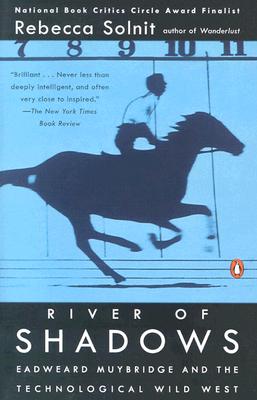 National Book Critics Circle Award Finalist
Rebecca Solnit author of Wanderlust
7 8 9 10 11
"Brilliant . . . Never less than
deeply intelligent, and often
very close to inspired."
—The New York Times
Book Review
RIVER OF
SHADOWS
EADWEARD MUYBRIDGE AND THE
TECHNOLOGICAL WILD WEST